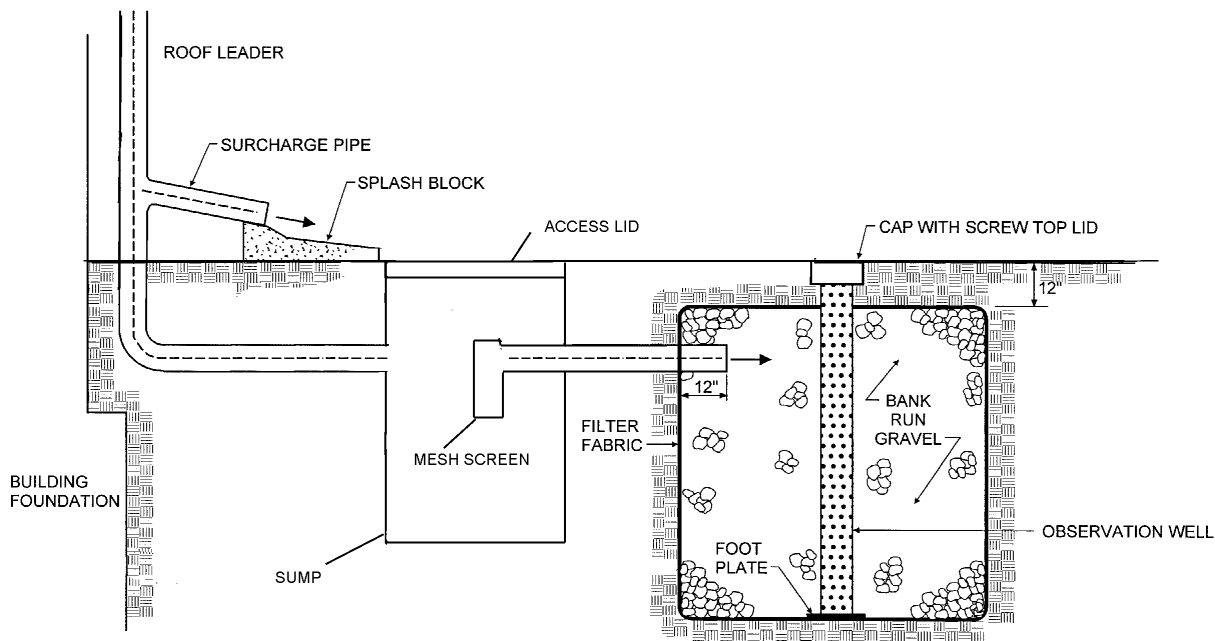 ROOF LEADER
SURCHARGE PIPE
SPLASH BLOCK
ACCESS LID
CAP WITH SCREW TOP LID
12"
12"
FILTER
FABRIC
BANK
RUN
GRAVEL
MESH SCREEN
BUILDING
FOUNDATION
OBSERVATION WELL
FOOT
PLATE
SUMP